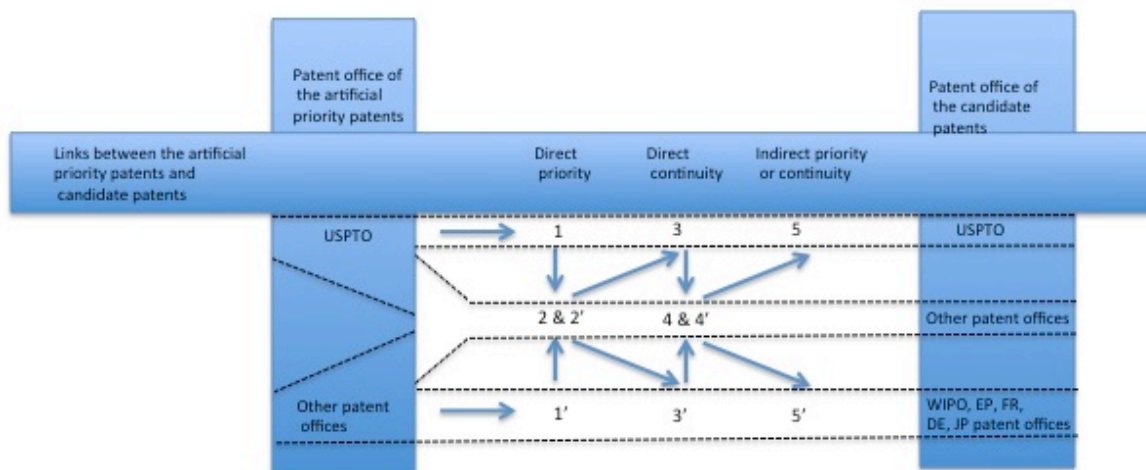 Patent office of
the artificial
priority patents
Patent office of
the candidate
patents
Links between the artificial
priority patents and
candidate patents
Direct
priority
Direct
continuity
Indirect priority
or continuity
USPTO
1
3
5
USPTO
2 & 2′
4 & 4′
Other patent offices
Other patent
offices
1′
3′
5′
WIPO, EP, FR,
DE, JP patent offices